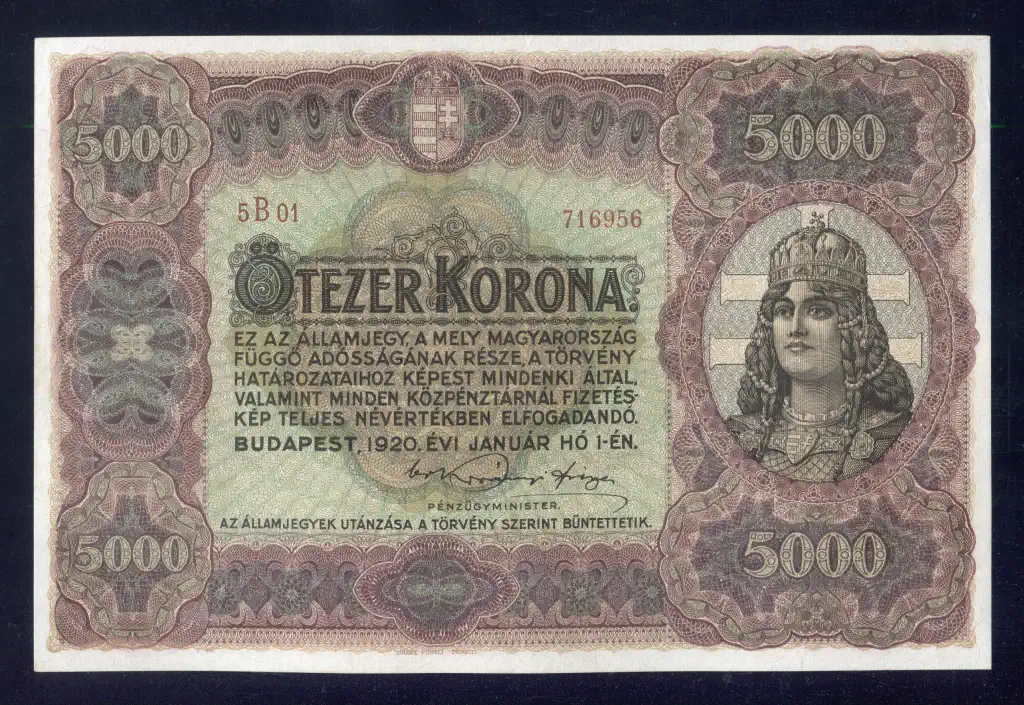 5000
5000
5B01
716956
ÖTEZER KORONA
EZ AZ ÁLLAMJEGY, A MELY MAGYARORSZÁG
FÜGGŐ ADÓSSÁGÁNAK RÉSZE, A TÖRVÉNY
HATÁROZATAIHOZ KÉPEST MINDENKI ÁLTAL,
VALAMINT MINDEN KÖZPÉNZTÁRNÁL FIZETÉS-
KÉP TELJES NÉVÉRTÉKBEN ELFOGADANDÓ.
BUDAPEST, 1920. ÉVI JANUÁR HÓ 1-ÉN.
PÉNZÜGYMINISTER.
AZ ÁLLAMJEGYEK UTÁNZÁSA A TÖRVÉNY SZERINT BÜNTETTETIK.
5000
5000